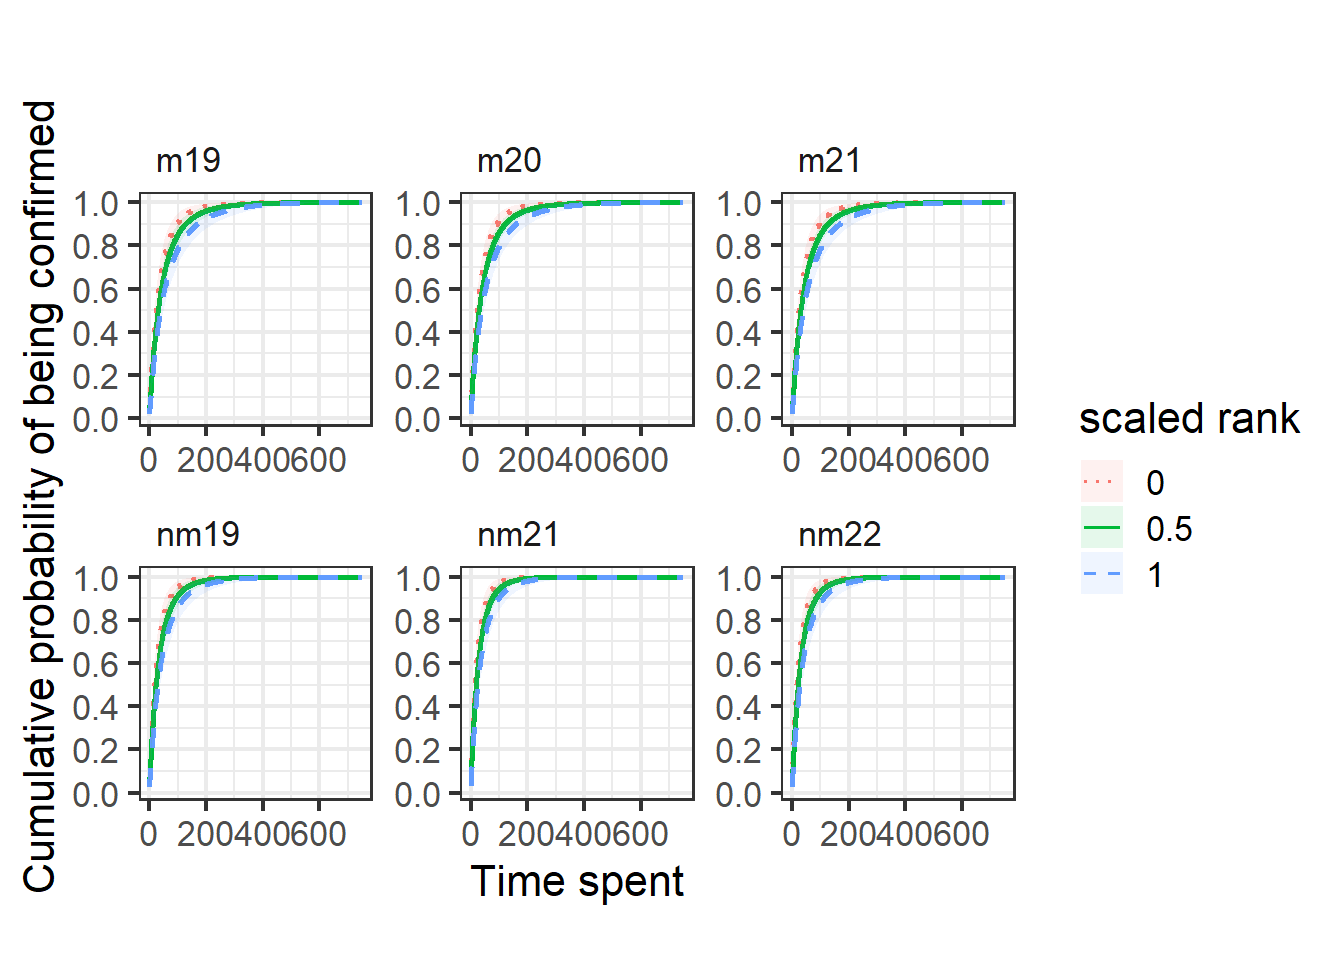 Cumulative probability of being confirmed
m19 m20 m21
1.0 1.0 1.0
0.8 0.8 0.8
0.6 0.6 0.6
0.4 0.4 0.4
0.2 0.2 0.2
0.0 0.0 0.0
0 200400600 0 200400600 0 200400600
nm19 nm21 nm22
1.0 1.0 1.0
0.8 0.8 0.8
0.6 0.6 0.6
0.4 0.4 0.4
0.2 0.2 0.2
0.0 0.0 0.0
0 200400600 0 200400600 0 200400600
Time spent
scaled rank
0
0.5
1